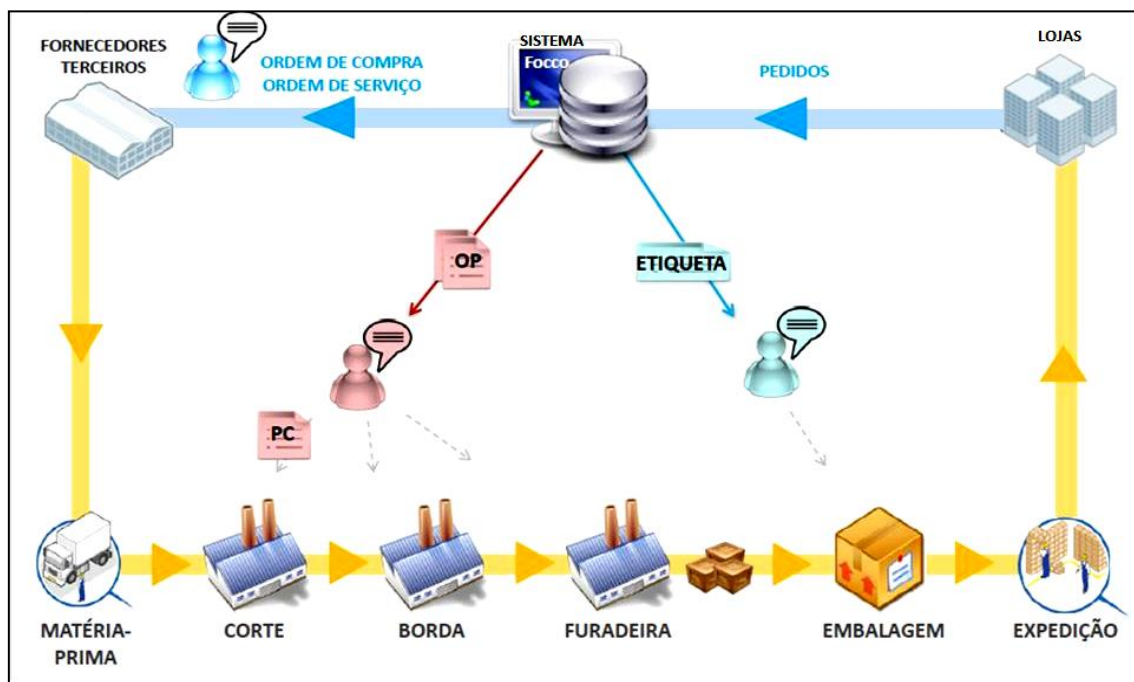 FORNECEDORES
TERCEIROS
ORDEM DE COMPRA
ORDEM DE SERVIÇO
SISTEMA
Focco
PEDIDOS
LOJAS
OP
ETIQUETA
PC
MATÉRIA-
PRIMA
CORTE
BORDA
FURADEIRA
EMBALAGEM
EXPEDIÇÃO